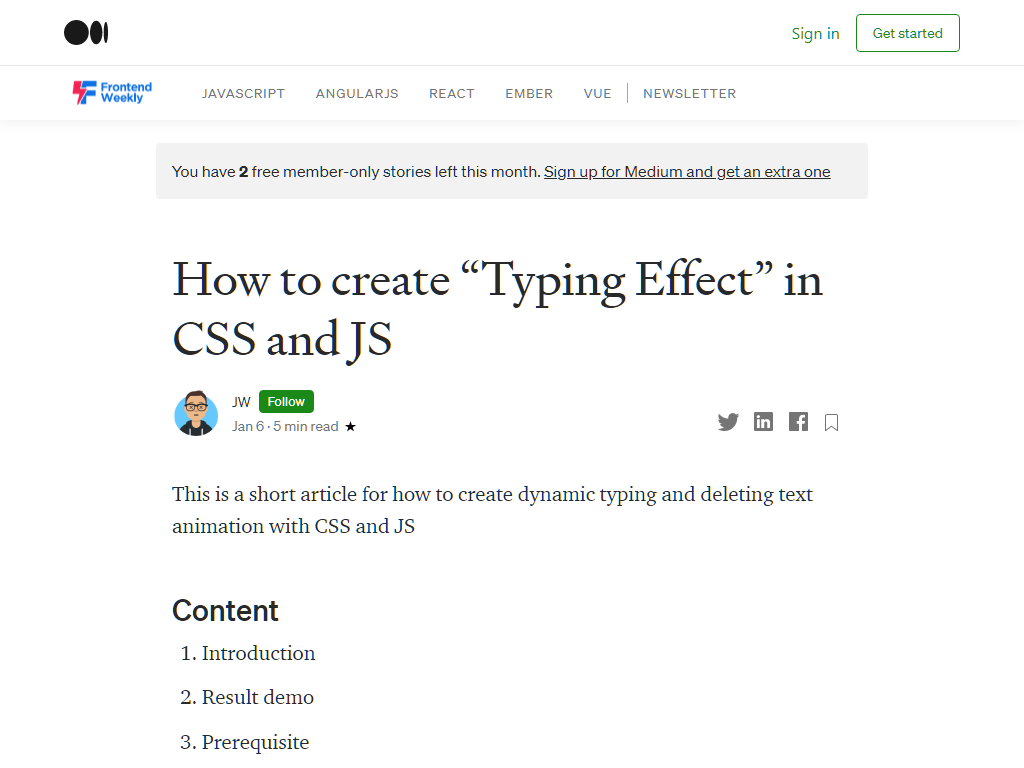 Sign in
Get started
Frontend
Weekly
JAVASCRIPT
ANGULARJS
REACT
EMBER
VUE
NEWSLETTER
You have 2 free member-only stories left this month. Sign up for Medium and get an extra one
How to create “Typing Effect” in
CSS and JS
JW
Follow
Jan 6 · 5 min read ★
This is a short article for how to create dynamic typing and deleting text
animation with CSS and JS
Content
1. Introduction
2. Result demo
3. Prerequisite